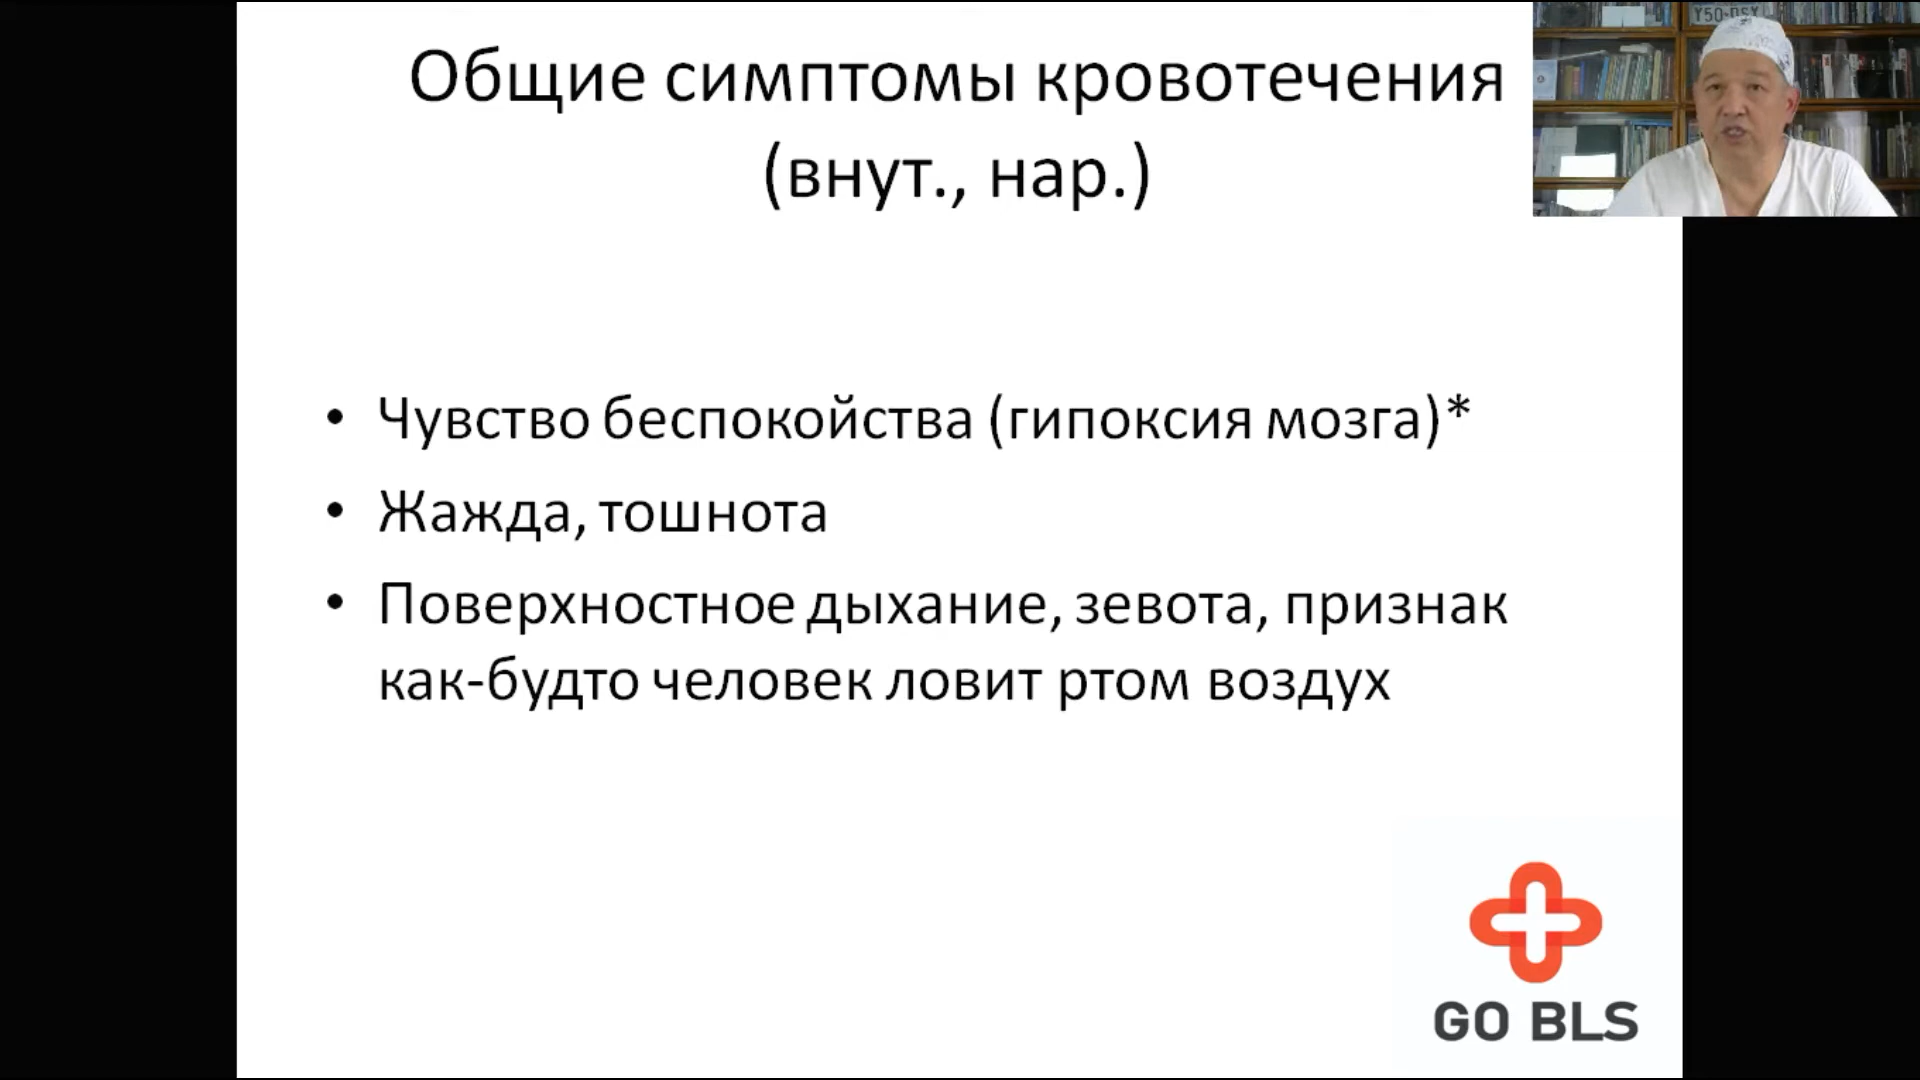 Общие симптомы кровотечения
(внут., нар.)
• Чувство беспокойства (гипоксия мозга)*
• Жажда, тошнота
• Поверхностное дыхание, зевота, признак
как-будто человек ловит ртом воздух
GO BLS